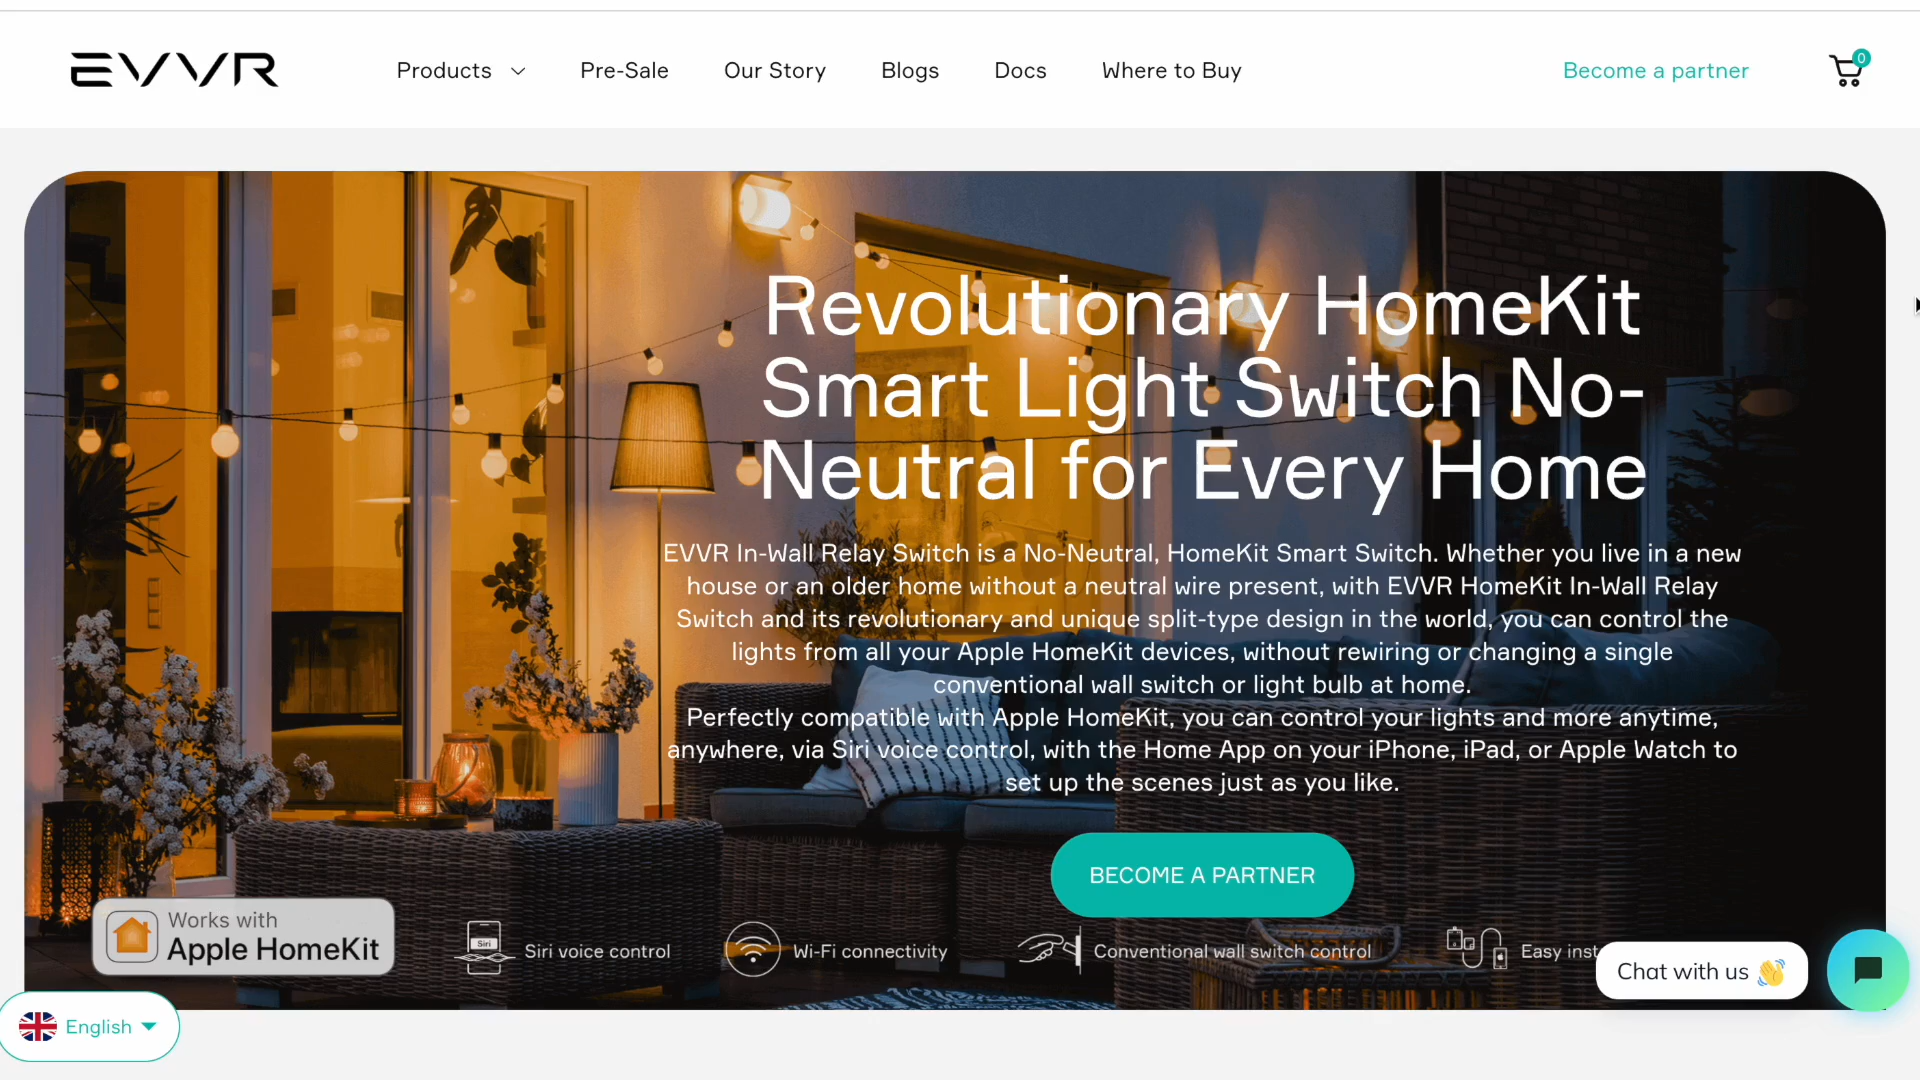 EVVR
Products
Pre-Sale
Our Story
Blogs
Docs
Where to Buy
Become a partner
0
Revolutionary HomeKit
Smart Light Switch No-
Neutral for Every Home
EVVR In-Wall Relay Switch is a No-Neutral, HomeKit Smart Switch. Whether you live in a new
house or an older home without a neutral wire present, with EVVR HomeKit In-Wall Relay
Switch and its revolutionary and unique split-type design in the world, you can control the
lights from all your Apple HomeKit devices, without rewiring or changing a single
conventional wall switch or light bulb at home.
Perfectly compatible with Apple HomeKit, you can control your lights and more anytime,
anywhere, via Siri voice control, with the Home App on your iPhone, iPad, or Apple Watch to
set up the scenes just as you like.
BECOME A PARTNER
Works with
Apple HomeKit
Siri
Siri voice control
Wi-Fi connectivity
Conventional wall switch control
Easy inst
Chat with us 👋
English